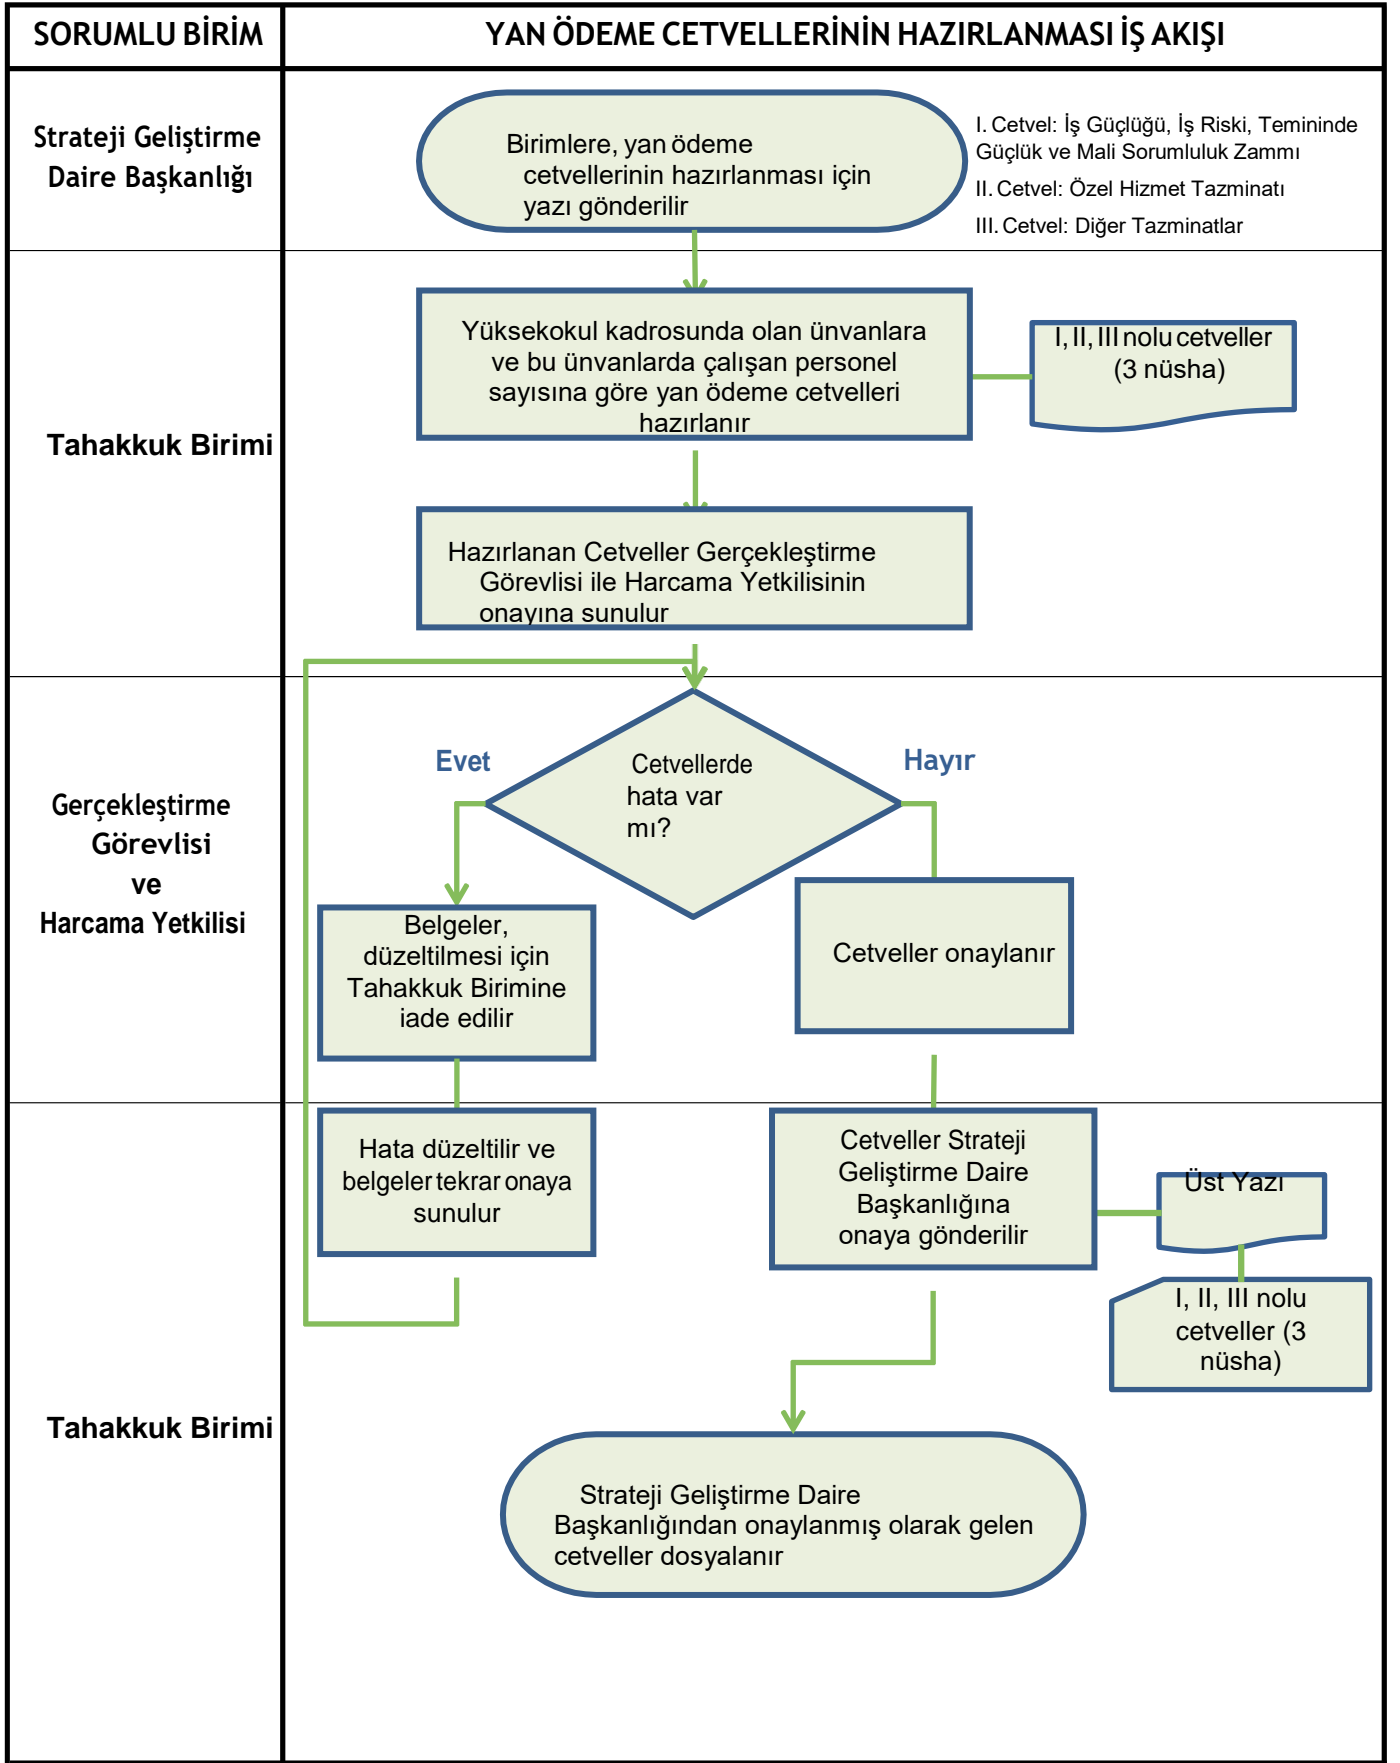 SORUMLU BİRİM
YAN ÖDEME CETVELLERİNİN HAZIRLANMASI İŞ AKIŞI
Strateji Geliştirme
Daire Başkanlığı
Birimlere, yan ödeme
cetvellerinin hazırlanması için
yazı gönderilir
I. Cetvel: İş Güçlüğü, İş Riski, Temininde
Güçlük ve Mali Sorumluluk Zammı
II. Cetvel: Özel Hizmet Tazminatı
III. Cetvel: Diğer Tazminatlar
Tahakkuk Birimi
Yüksekokul kadrosunda olan ünvanlara
ve bu ünvanlarda çalışan personel
sayısına göre yan ödeme cetvelleri
hazırlanır
I, II, III nolu cetveller
(3 nüsha)
Hazırlanan Cetveller Gerçekleştirme
Görevlisi ile Harcama Yetkilisinin
onayına sunulur
Gerçekleştirme
Görevlisi
ve
Harcama Yetkilisi
Evet
Cetvellerde
hata var
mı?
Hayır
Belgeler,
düzeltilmesi için
Tahakkuk Birimine
iade edilir
Cetveller onaylanır
Tahakkuk Birimi
Hata düzeltilir ve
belgeler tekrar onaya
sunulur
Cetveller Strateji
Geliştirme Daire
Başkanlığına
onaya gönderilir
Üst Yazı
I, II, III nolu
cetveller (3
nüsha)
Strateji Geliştirme Daire
Başkanlığından onaylanmış olarak gelen
cetveller dosyalanır